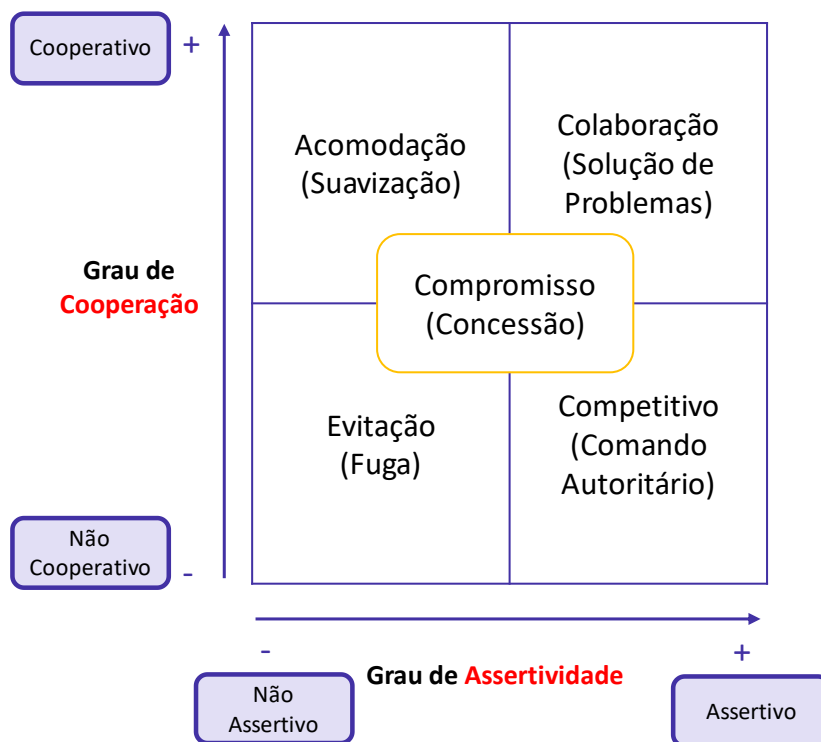 Cooperativo
+
Acomodação
(Suavização)
Colaboração
(Solução de
Problemas)
Grau de
Cooperação
Compromisso
(Concessão)
Evitação
(Fuga)
Competitivo
(Comando
Autoritário)
Não
Cooperativo
-
-
+
Grau de Assertividade
Não
Assertivo
Assertivo